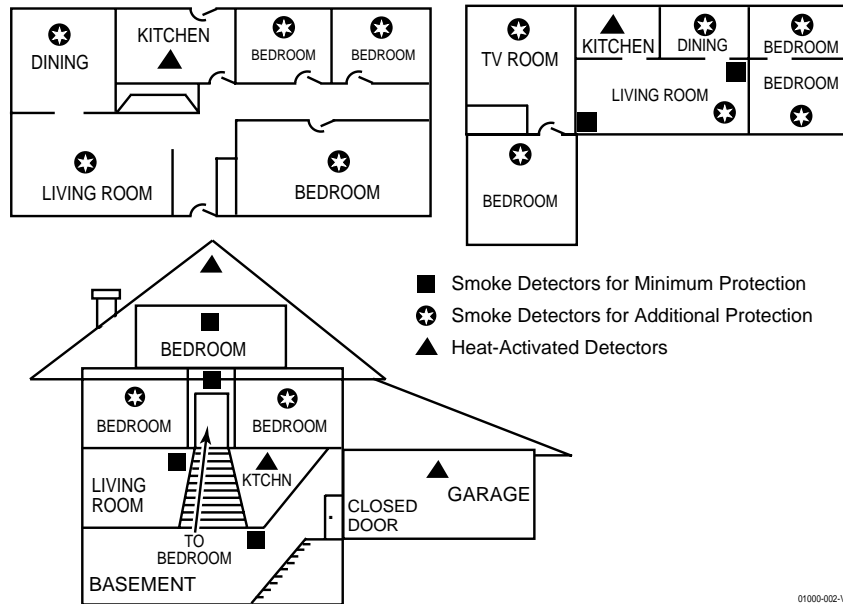 DINING
KITCHEN
BEDROOM
BEDROOM
LIVING ROOM
BEDROOM
TV ROOM
KITCHEN
DINING
BEDROOM
LIVING ROOM
BEDROOM
BEDROOM
Smoke Detectors for Minimum Protection
Smoke Detectors for Additional Protection
Heat-Activated Detectors
BEDROOM
BEDROOM
BEDROOM
LIVING
ROOM
KTCHN
CLOSED
DOOR
GARAGE
TO
BEDROOM
BASEMENT